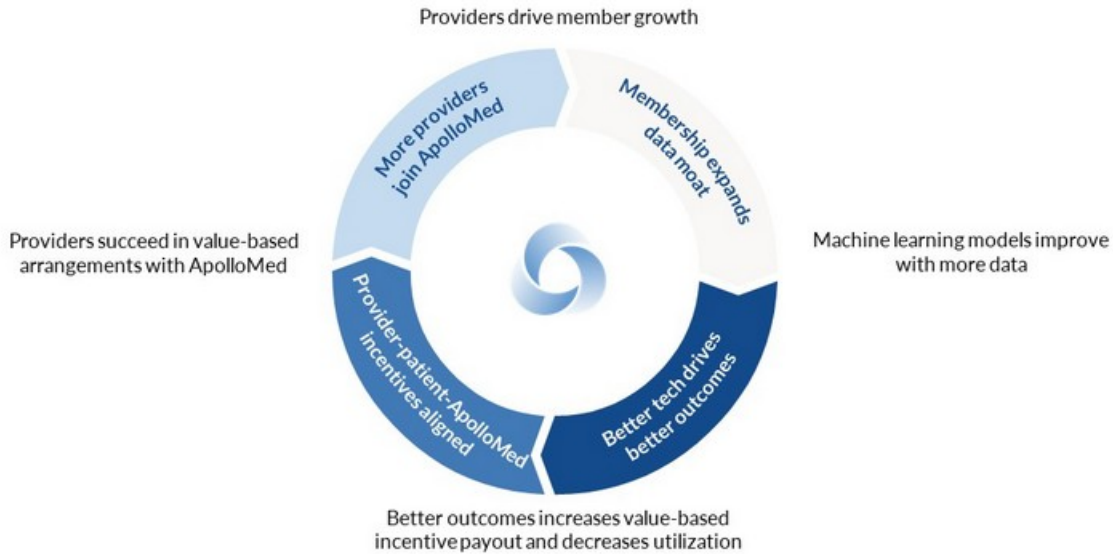 Providers drive member growth
More providers
join ApolloMed
Membership expands
data moat
Providers succeed in value-based
arrangements with ApolloMed
Machine learning models improve
with more data
Provider-patient-ApolloMed
incentives aligned
Better tech drives
better outcomes
Better outcomes increases value-based
incentive payout and decreases utilization